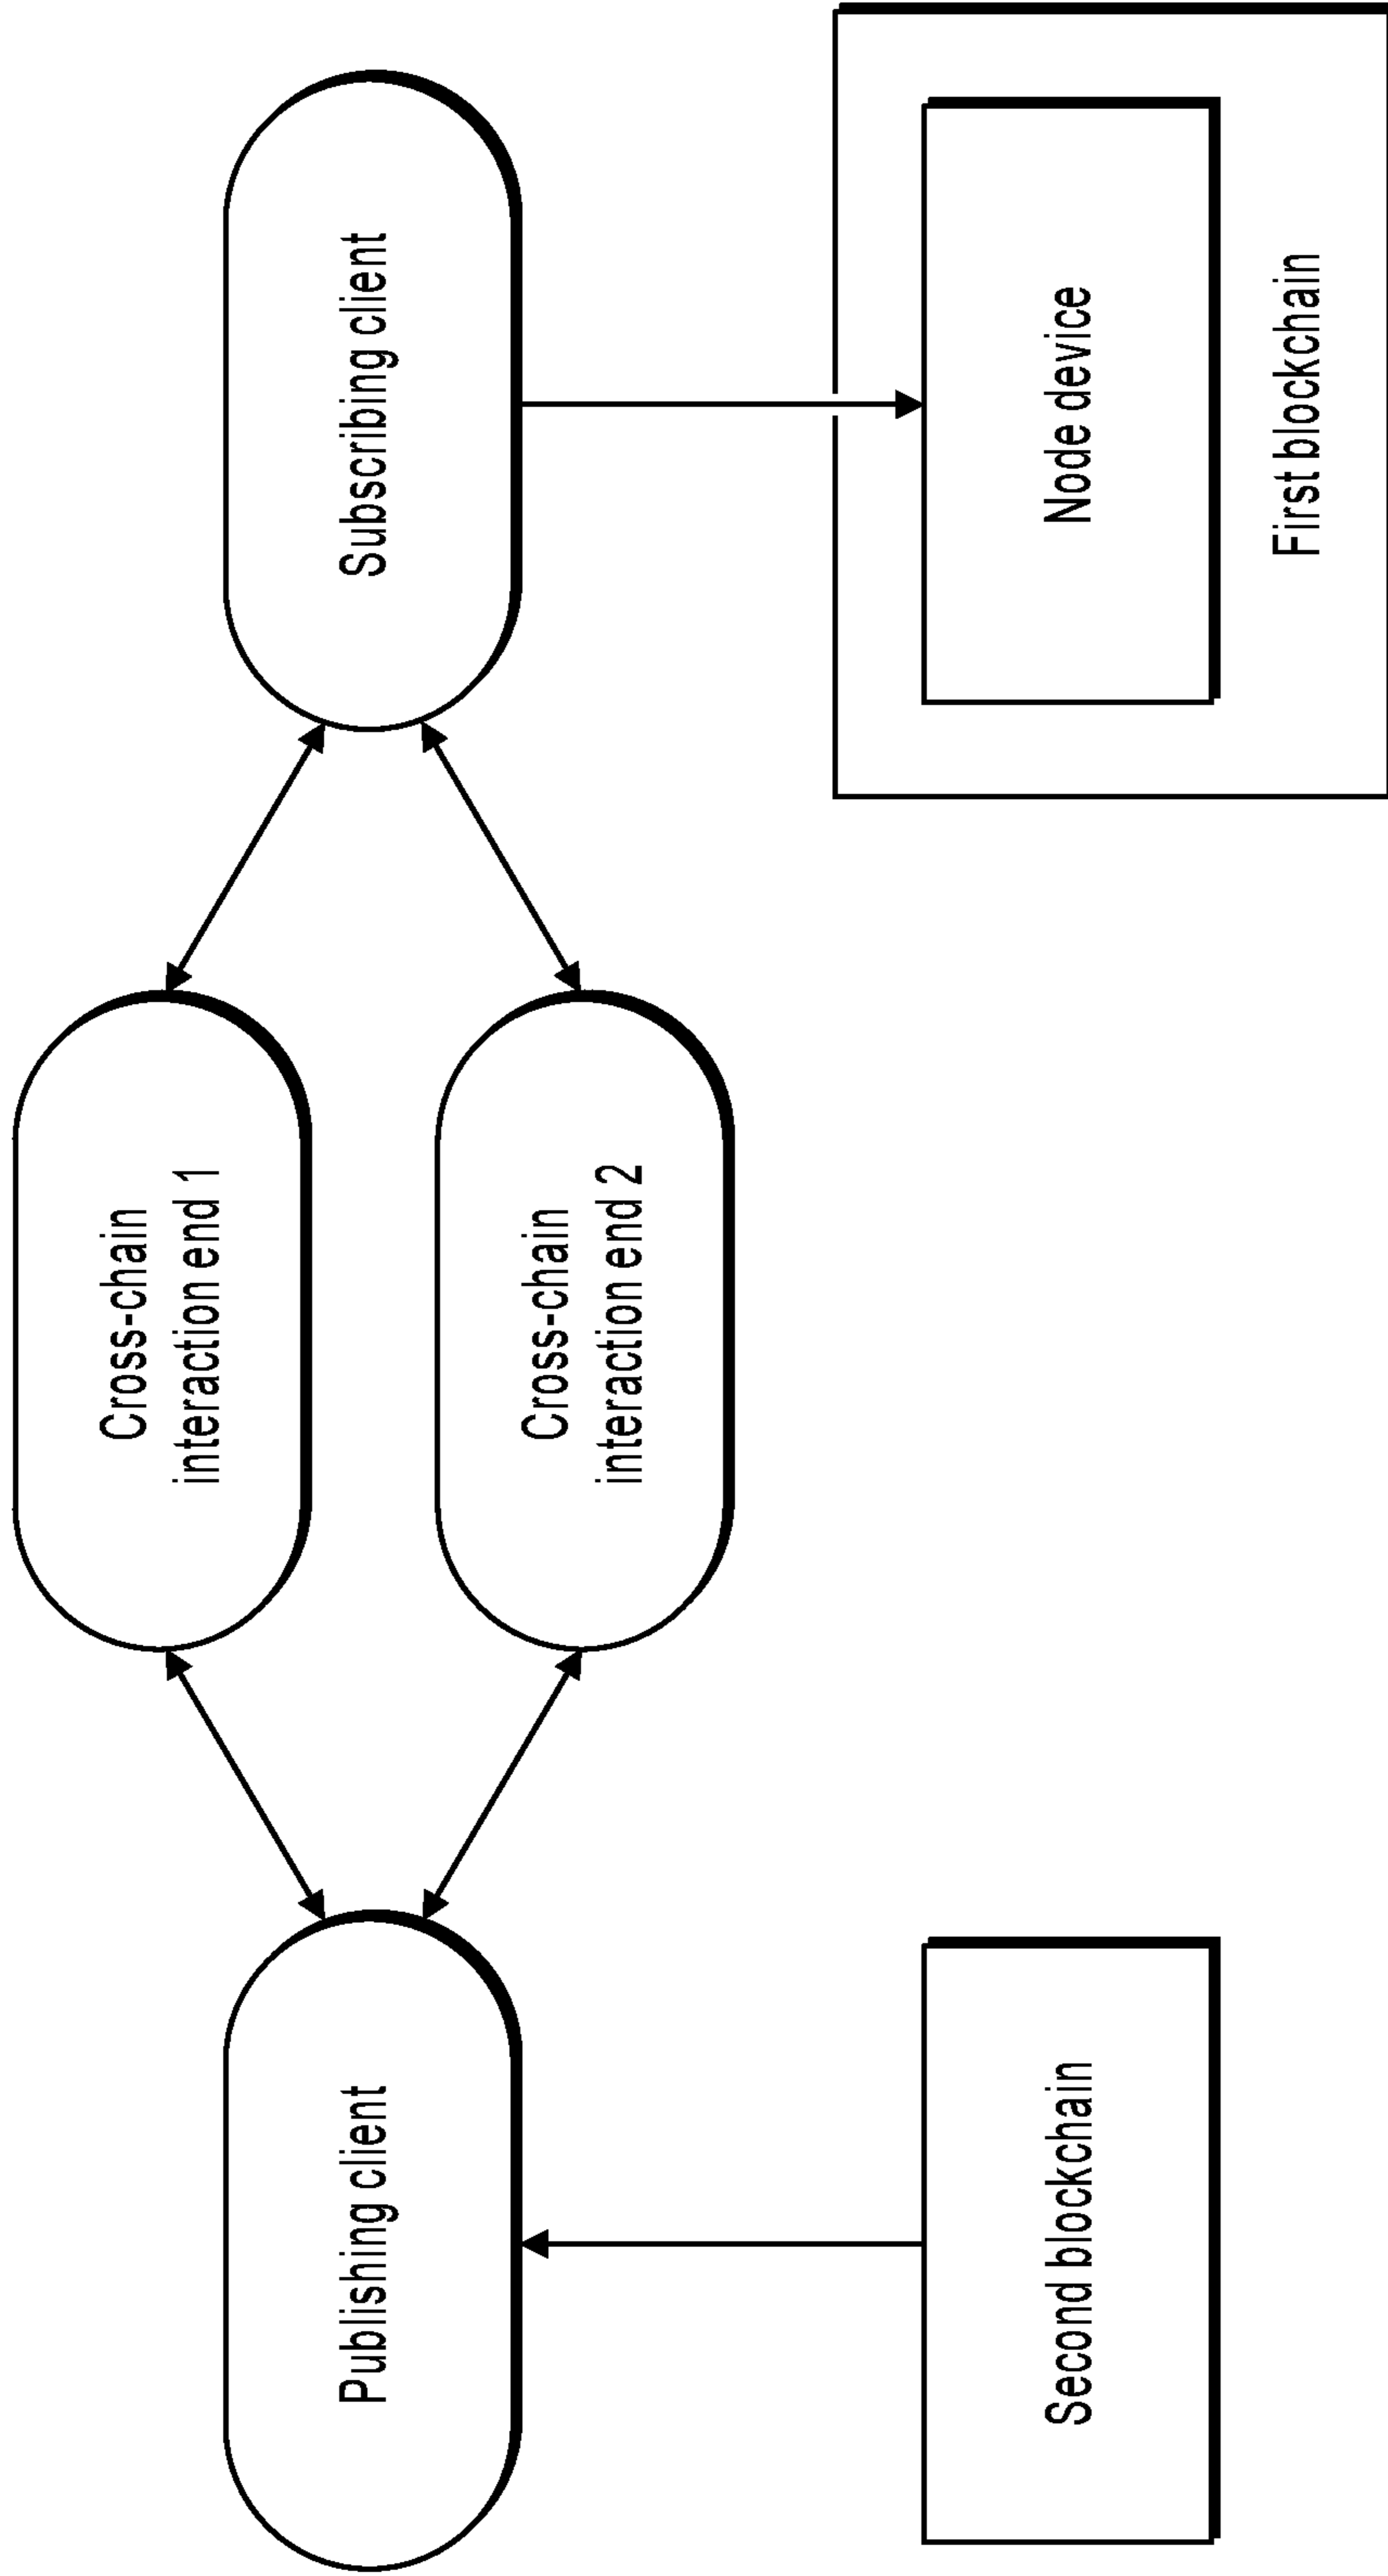 Cross-chain
interaction end 1
Publishing client
Subscribing client
Cross-chain
interaction end 2
Second blockchain
Node device
First blockchain